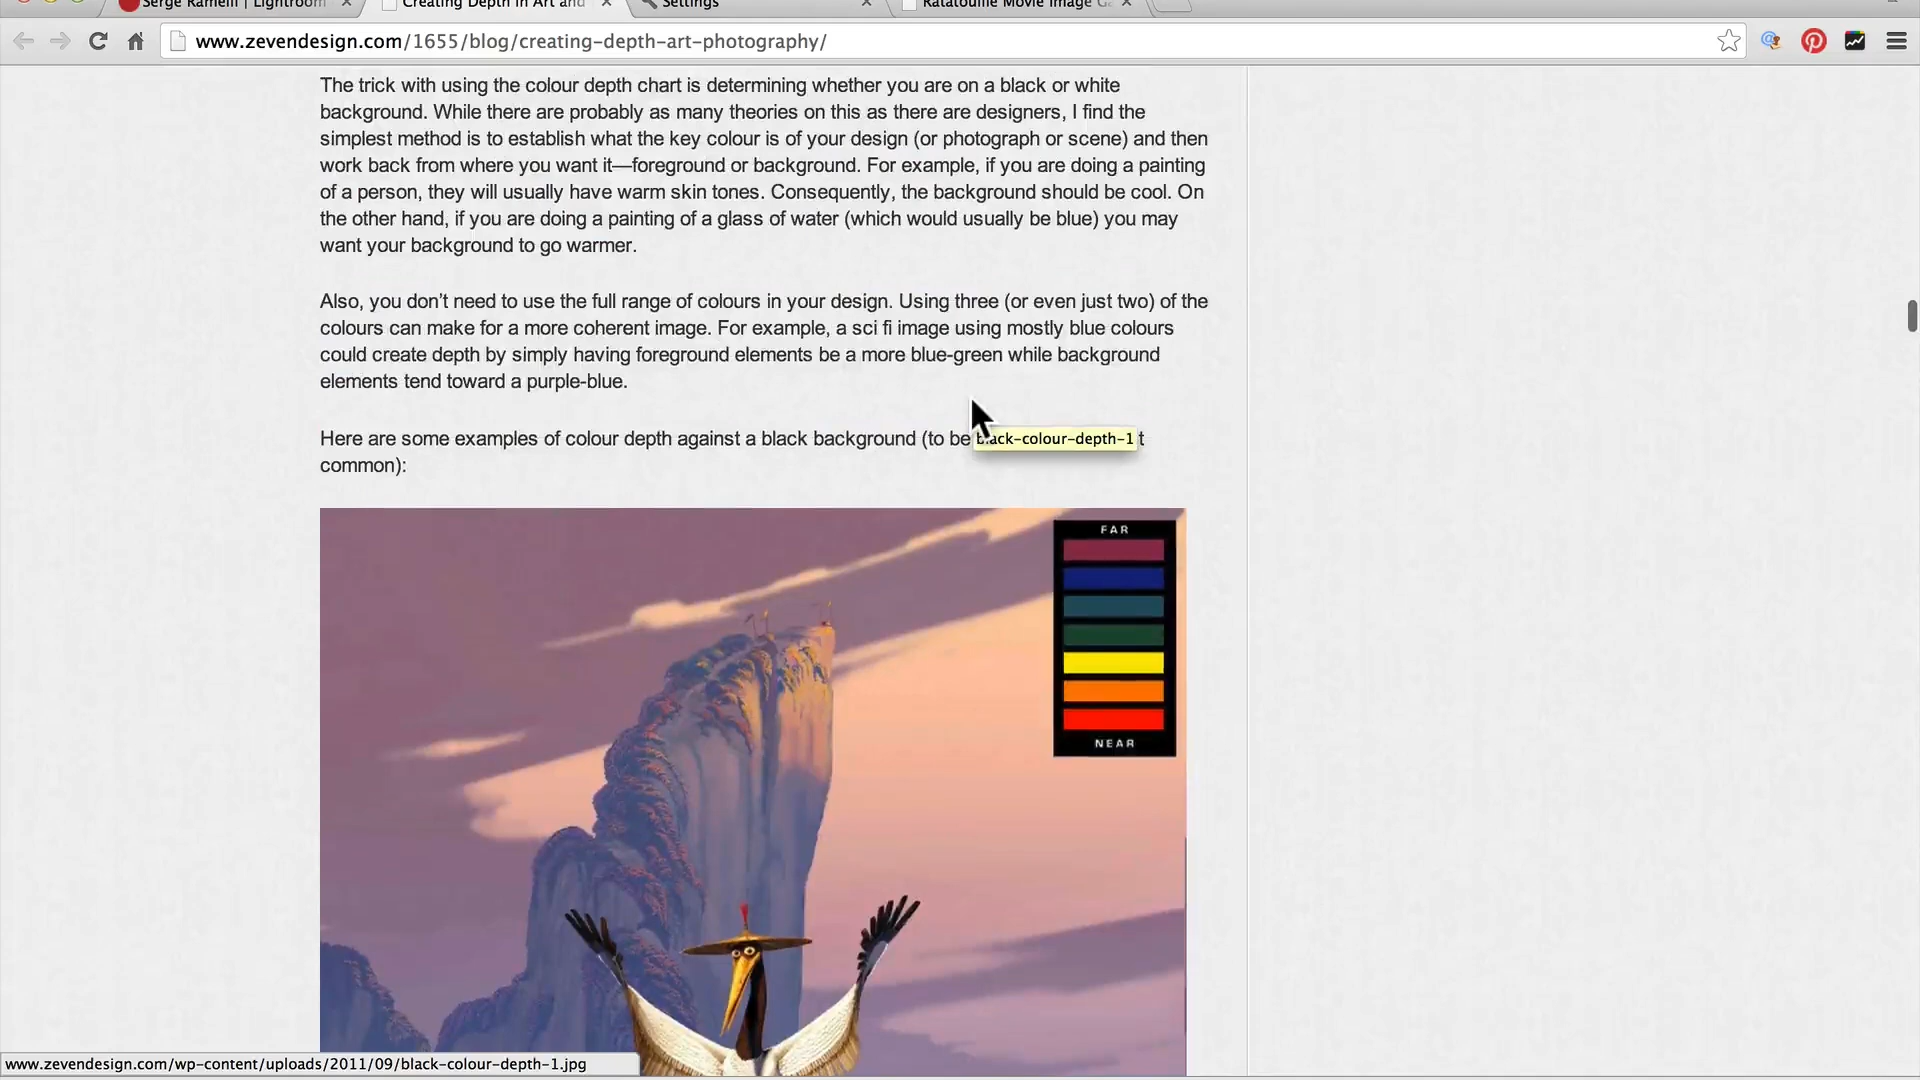 Serge Ramelli | Lightroom
Creating Depth in Art and
Settings
Ratatouille Movie Image Ga
www.zevendesign.com/1655/blog/creating-depth-art-photography/
The trick with using the colour depth chart is determining whether you are on a black or white
background. While there are probably as many theories on this as there are designers, I find the
simplest method is to establish what the key colour is of your design (or photograph or scene) and then
work back from where you want it—foreground or background. For example, if you are doing a painting
of a person, they will usually have warm skin tones. Consequently, the background should be cool. On
the other hand, if you are doing a painting of a glass of water (which would usually be blue) you may
want your background to go warmer.
Also, you don’t need to use the full range of colours in your design. Using three (or even just two) of the
colours can make for a more coherent image. For example, a sci fi image using mostly blue colours
could create depth by simply having foreground elements be a more blue-green while background
elements tend toward a purple-blue.
Here are some examples of colour depth against a black background (to be black-colour-depth-1 t
common):
FAR
NEAR
www.zevendesign.com/wp-content/uploads/2011/09/black-colour-depth-1.jpg